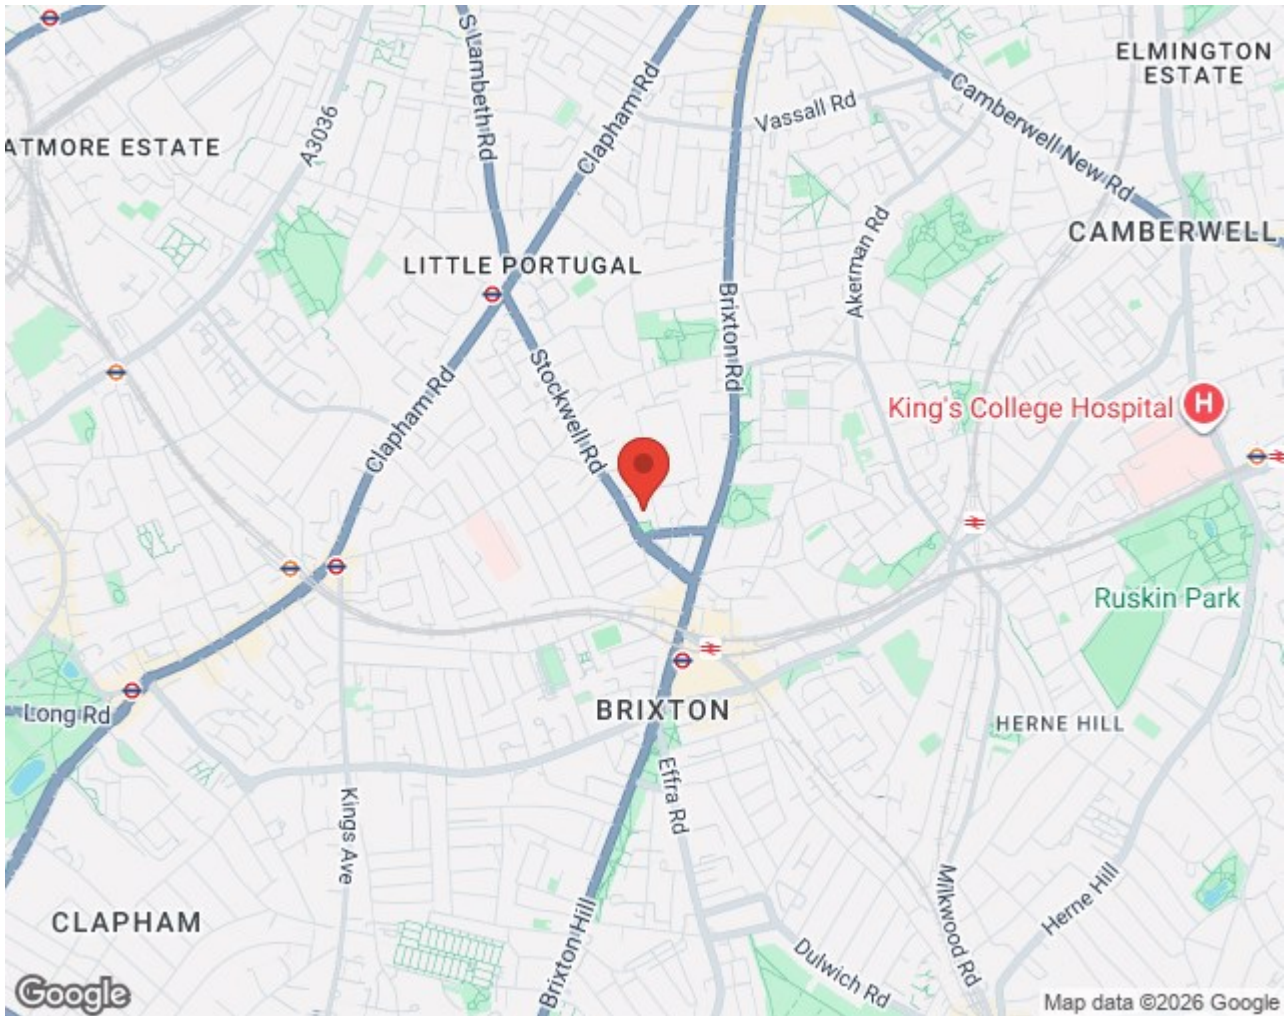 S Lambeth Rd
Clapham Rd
ELMINGTON
ESTATE
Camberwell New Rd
Vassall Rd
A3036
ATMORE ESTATE
CAMBERWELL
Akerman Rd
LITTLE PORTUGAL
Brixton Rd
Stockwell Rd
Clapham Rd
King's College Hospital
H
Ruskin Park
BRIXTON
Long Rd
HERNE HILL
Effra Rd
Kings Ave
Milkwood Rd
Herne Hill
CLAPHAM
Brixton Hill
Dulwich Rd
Google
Map data ©2026 Google